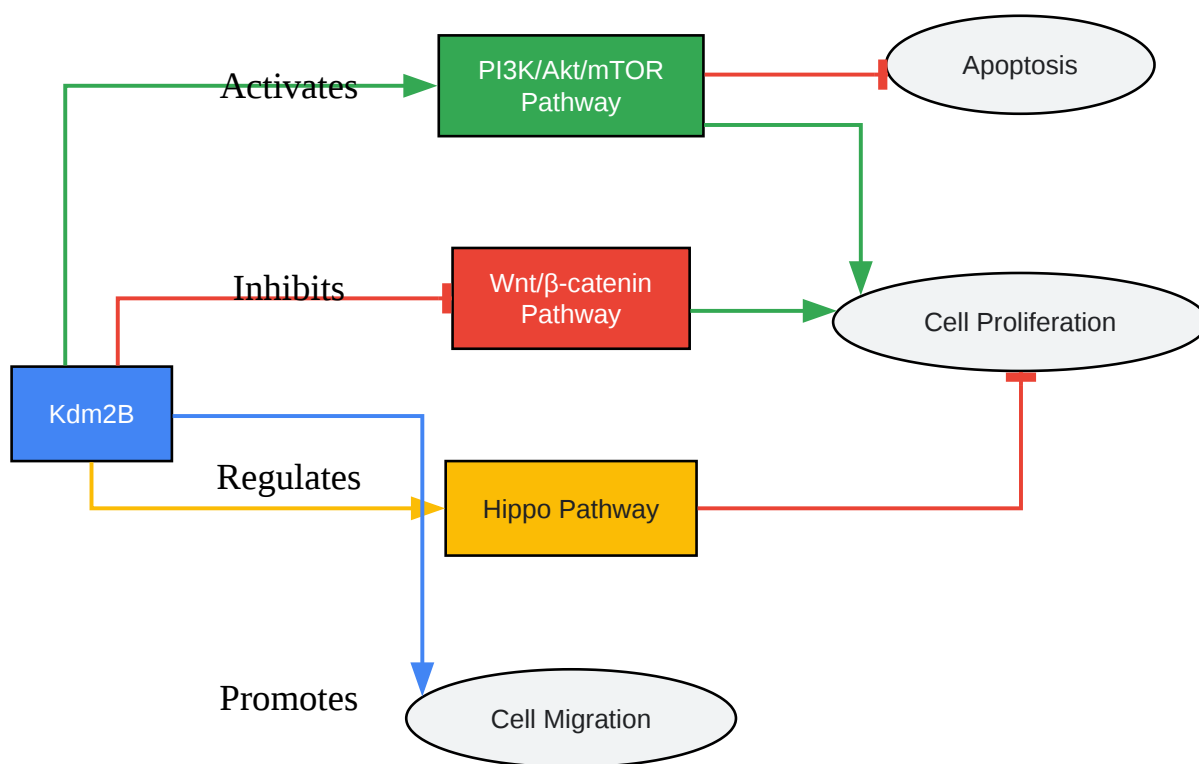 Activates
PI3K/Akt/mTOR
Pathway
Apoptosis
Inhibits
Wnt/β-catenin
Pathway
Cell Proliferation
Kdm2B
Regulates
Hippo Pathway
Promotes
Cell Migration